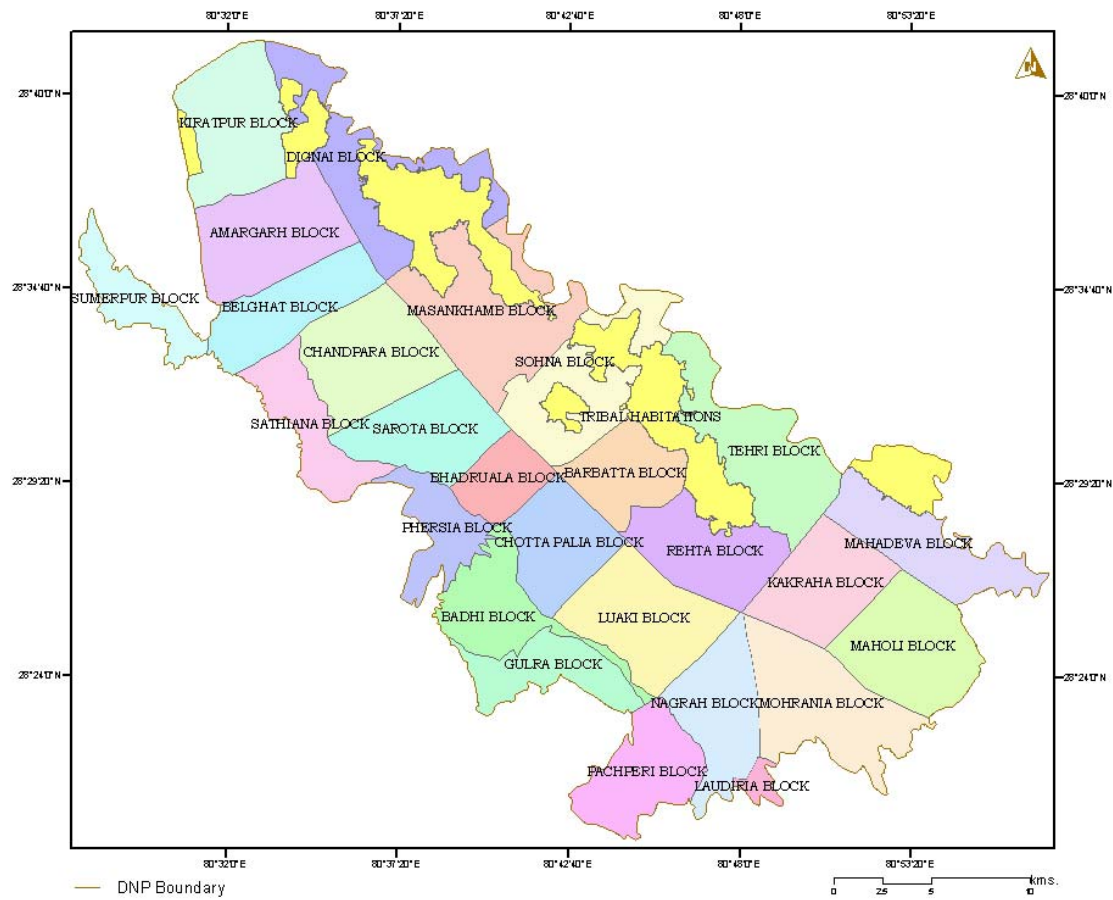 80°32'0"E 80°37'20"E 80°42'40"E 80°48'0"E 80°53'20"E
28°40'0"N 28°40'0"N
KIRATPUR BLOCK
DIGNAI BLOCK
AMARGARH BLOCK
28°34'40"N 28°34'40"N
SUMERPUR BLOCK
BELGHAT BLOCK
MASANKHAMB BLOCK
CHANDPARA BLOCK
SOHNA BLOCK
SATHIANA BLOCK
SAROTA BLOCK
TRIBAL HABITATIONS
TEHRI BLOCK
28°29'20"N 28°29'20"N
BHADRUALA BLOCK
BARBATTA BLOCK
PHERSIA BLOCK
CHOTTA PALIA BLOCK
REHTA BLOCK
MAHADEVA BLOCK
KAKRAHA BLOCK
BADHI BLOCK
LUAKI BLOCK
MAHOLI BLOCK
GULRA BLOCK
28°24'0"N 28°24'0"N
NAGRAH BLOCK
MOHRANIA BLOCK
PACHPERI BLOCK
LAUDIRIA BLOCK
80°32'0"E 80°37'20"E 80°42'40"E 80°48'0"E 80°53'20"E
DNP Boundary
kms.
0 2.5 5 10
N